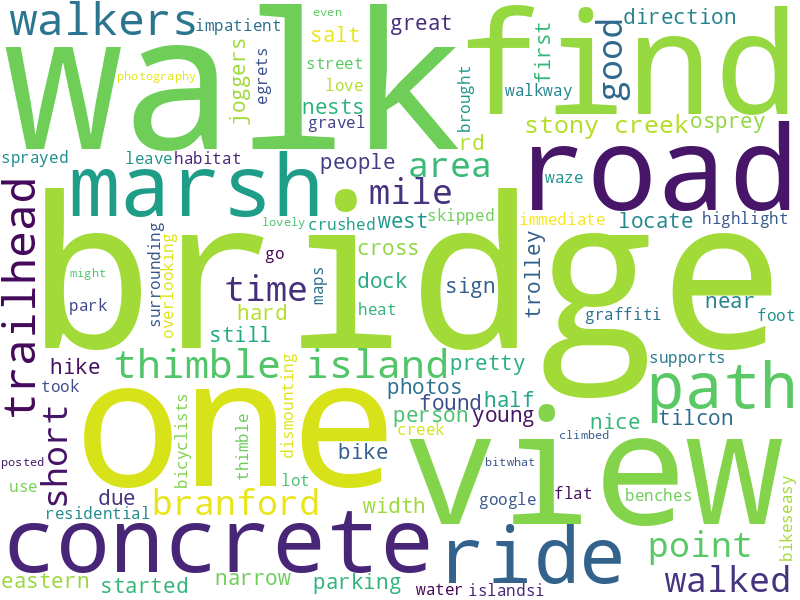 walkers
impatient
even
salt
great
direction
walk
find
photography
joggers
egrets
street
love
nests
gravel
brought
walkway
first
good
stony creek
osprey
rd
sprayed
leave
habitat
people
area
marsh
mile
road
waze
trailhead
bridge
surrounding
overlooking
lovely
crushed
west
skipped
immediate
locate
highlight
cross
go
might
park
time
maps
dock
sign
trolley
near
graffiti
foot
hard
heat
still
hike
thimble island
pretty
supports
took
photos
path
one
dismounting
found
half
young
person
nice
tilcon
short
bicyclists
thimble
creek
view
climbed
bike
posted
bitwhat
use
due
lot
google
flat
benches
bikeseasy
residential
branford
width
concrete
ride
point
eastern
started
narrow
parking
water
islandsi
walked